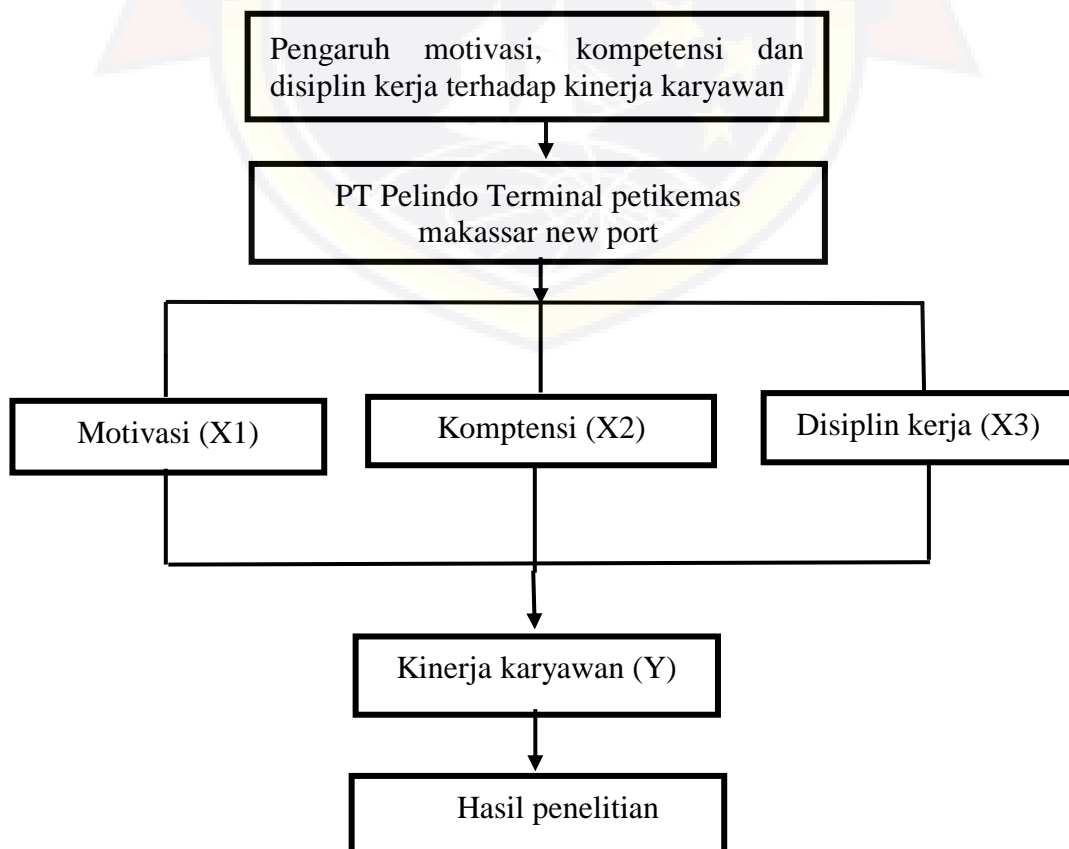 Pengaruh motivasi, kompetensi dan
disiplin kerja terhadap kinerja karyawan
PT Pelindo Terminal petikemas
makassar new port
Motivasi (X1)
Komptensi (X2)
Disiplin kerja (X3)
Kinerja karyawan (Y)
Hasil penelitian